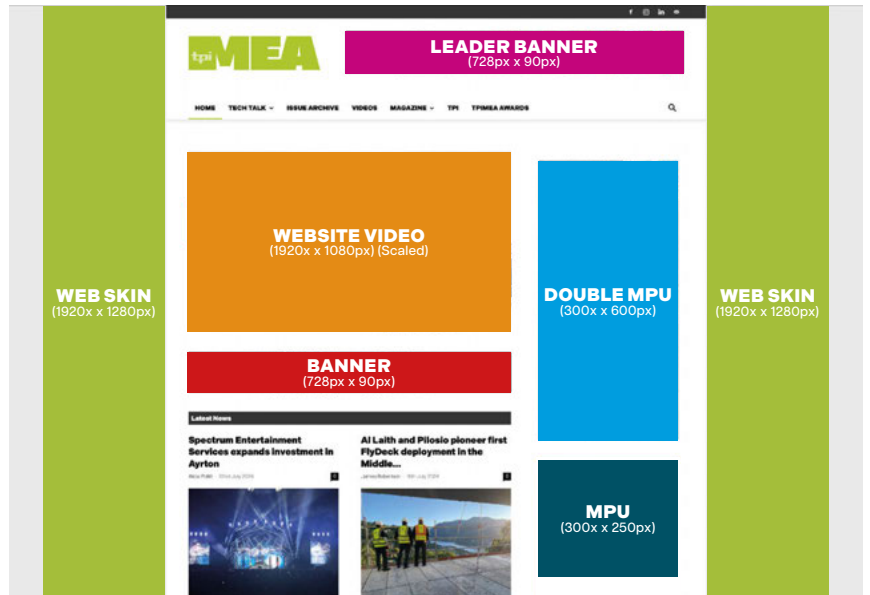 tpi MEA
LEADER BANNER
(728px x 90px)
HOME TECH TALK ISSUE ARCHIVE VIDEOS MAGAZINE TPI TPIMEA AWARDS
WEBSITE VIDEO
(1920x x 1080px) (Scaled)
WEB SKIN
(1920x x 1280px)
DOUBLE MPU
(300x x 600px)
WEB SKIN
(1920x x 1280px)
BANNER
(728px x 90px)
Latest News
Spectrum Entertainment
Services expands investment in
Ayrton
Al Laith and Pilosio pioneer first
FlyDeck deployment in the
Middle...
MPU
(300x x 250px)